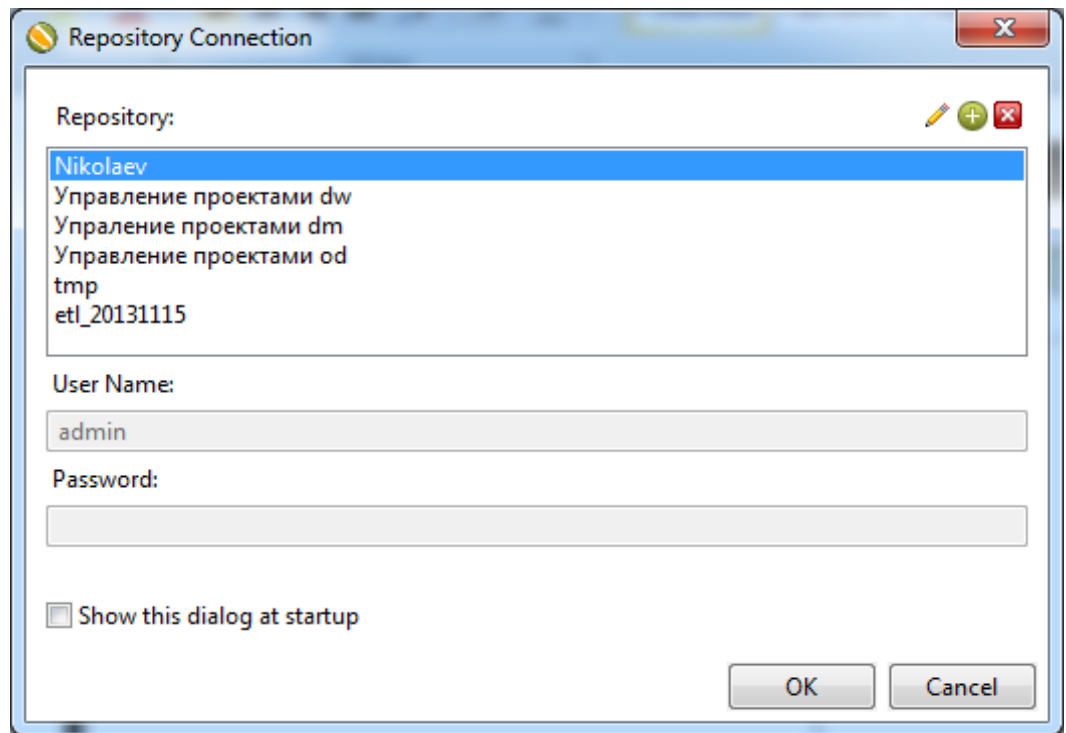 Repository Connection
Repository:
Nikolaev
Управление проектами dw
Упраление проектами dm
Управление проектами od
tmp
etl_20131115
User Name:
admin
Password:
Show this dialog at startup
OK
Cancel